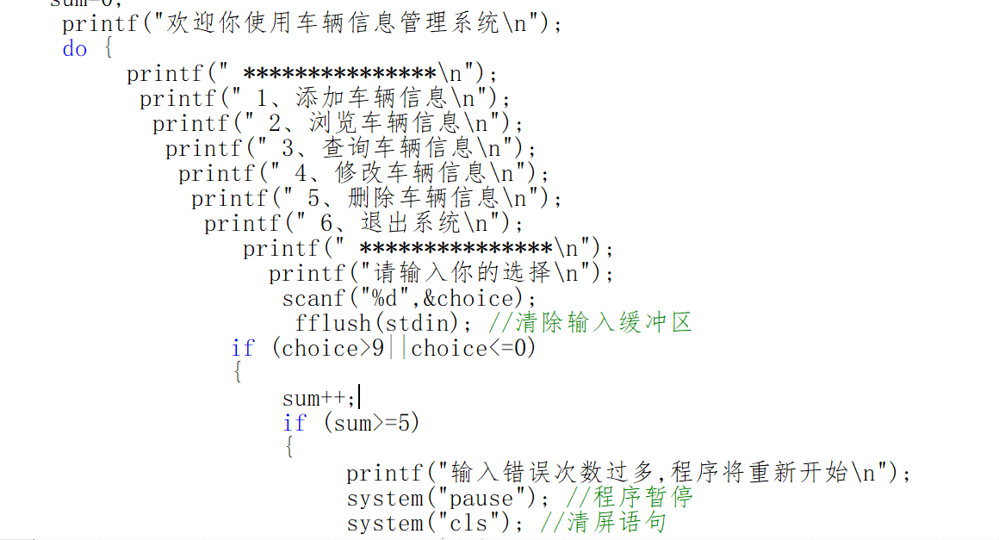 sum=0;
printf("欢迎你使用车辆信息管理系统\n");
do {
printf(" ***************\n");
printf(" 1、添加车辆信息\n");
printf(" 2、浏览车辆信息\n");
printf(" 3、查询车辆信息\n");
printf(" 4、修改车辆信息\n");
printf(" 5、删除车辆信息\n");
printf(" 6、退出系统\n");
printf(" ***************\n");
printf("请输入你的选择\n");
scanf("%d",&choice);
fflush(stdin); //清除输入缓冲区
if (choice>9||choice<=0)
{
sum++;
if (sum>=5)
{
printf("输入错误次数过多,程序将重新开始\n");
system("pause"); //程序暂停
system("cls"); //清屏语句